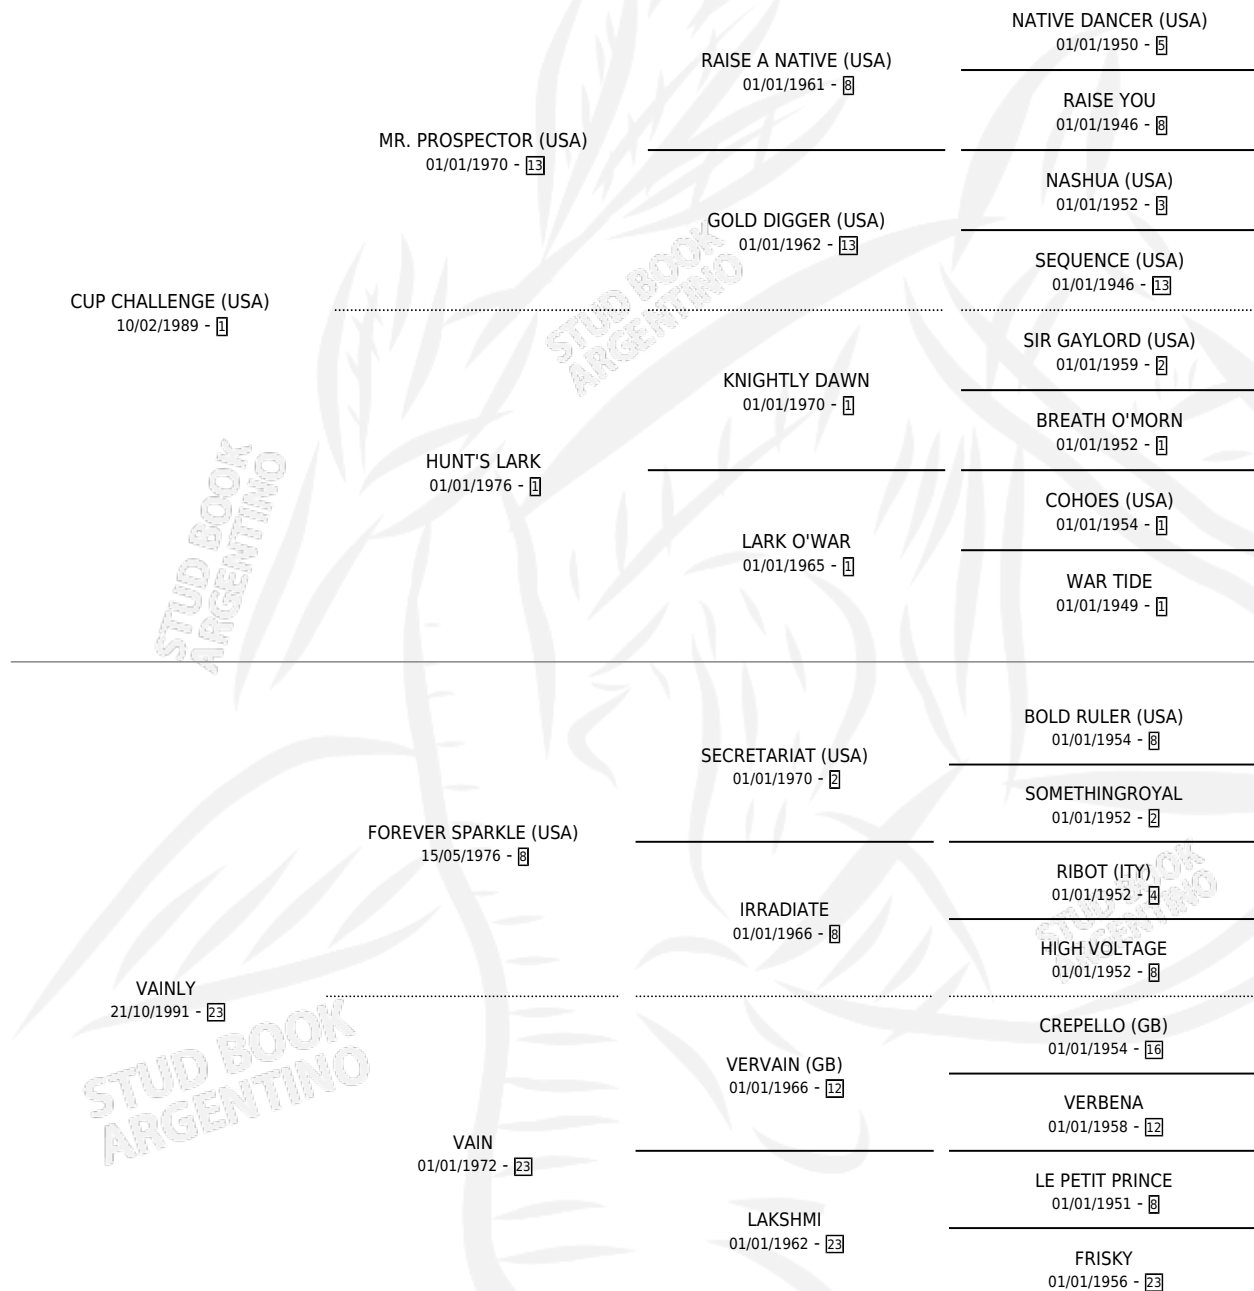 NATIVE DANCER (USA)
01/01/1950 - 5
RAISE A NATIVE (USA)
01/01/1961 - 8
RAISE YOU
01/01/1946 - 8
MR. PROSPECTOR (USA)
01/01/1970 - 13
NASHUA (USA)
01/01/1952 - 3
GOLD DIGGER (USA)
01/01/1962 - 13
SEQUENCE (USA)
01/01/1946 - 13
CUP CHALLENGE (USA)
10/02/1989 - 1
STUD BOOK
ARGENTINO
SIR GAYLORD (USA)
01/01/1959 - 2
KNIGHTLY DAWN
01/01/1970 - 1
BREATH O'MORN
01/01/1952 - 1
HUNT'S LARK
01/01/1976 - 1
COHOES (USA)
01/01/1954 - 1
LARK O'WAR
01/01/1965 - 1
WAR TIDE
01/01/1949 - 1
STUD BOOK
ARGENTINO
BOLD RULER (USA)
01/01/1954 - 8
SECRETARIAT (USA)
01/01/1970 - 2
SOMETHINGROYAL
01/01/1952 - 2
FOREVER SPARKLE (USA)
15/05/1976 - 8
RIBOT (ITY)
01/01/1952 - 4
IRRADIATE
01/01/1966 - 8
STUD BOOK
ARGENTINO
HIGH VOLTAGE
01/01/1952 - 8
VAINLY
21/10/1991 - 23
CREPELLO (GB)
01/01/1954 - 16
VERVAIN (GB)
01/01/1966 - 12
STUD BOOK
ARGENTINO
VERBENA
01/01/1958 - 12
VAIN
01/01/1972 - 23
LE PETIT PRINCE
01/01/1951 - 8
LAKSHMI
01/01/1962 - 23
FRISKY
01/01/1956 - 23